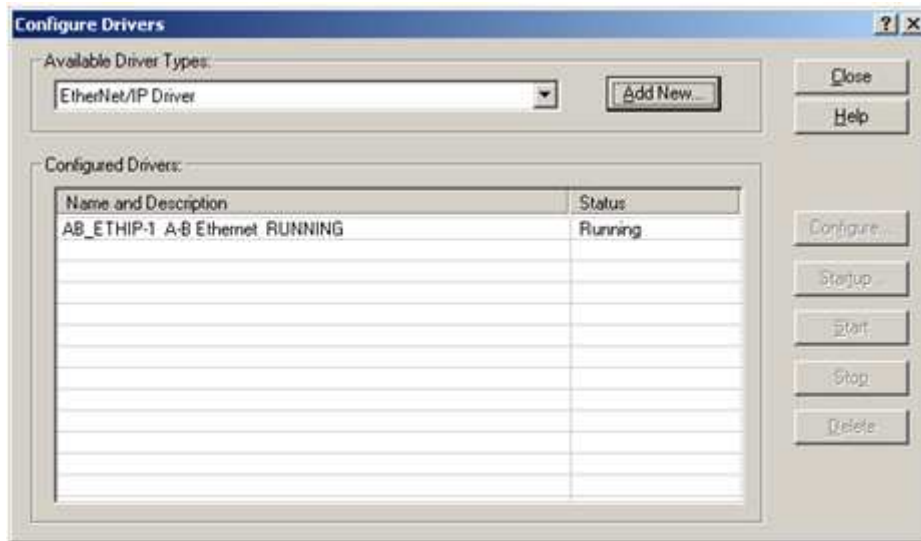 Configure Drivers
Available Driver Types:
EtherNet/IP Driver
Add New...
Close
Help
Configured Drivers:
Name and Description Status
AB_ETHIP-1 A-B Ethernet RUNNING Running
Configure...
Startup...
Start
Stop
Delete